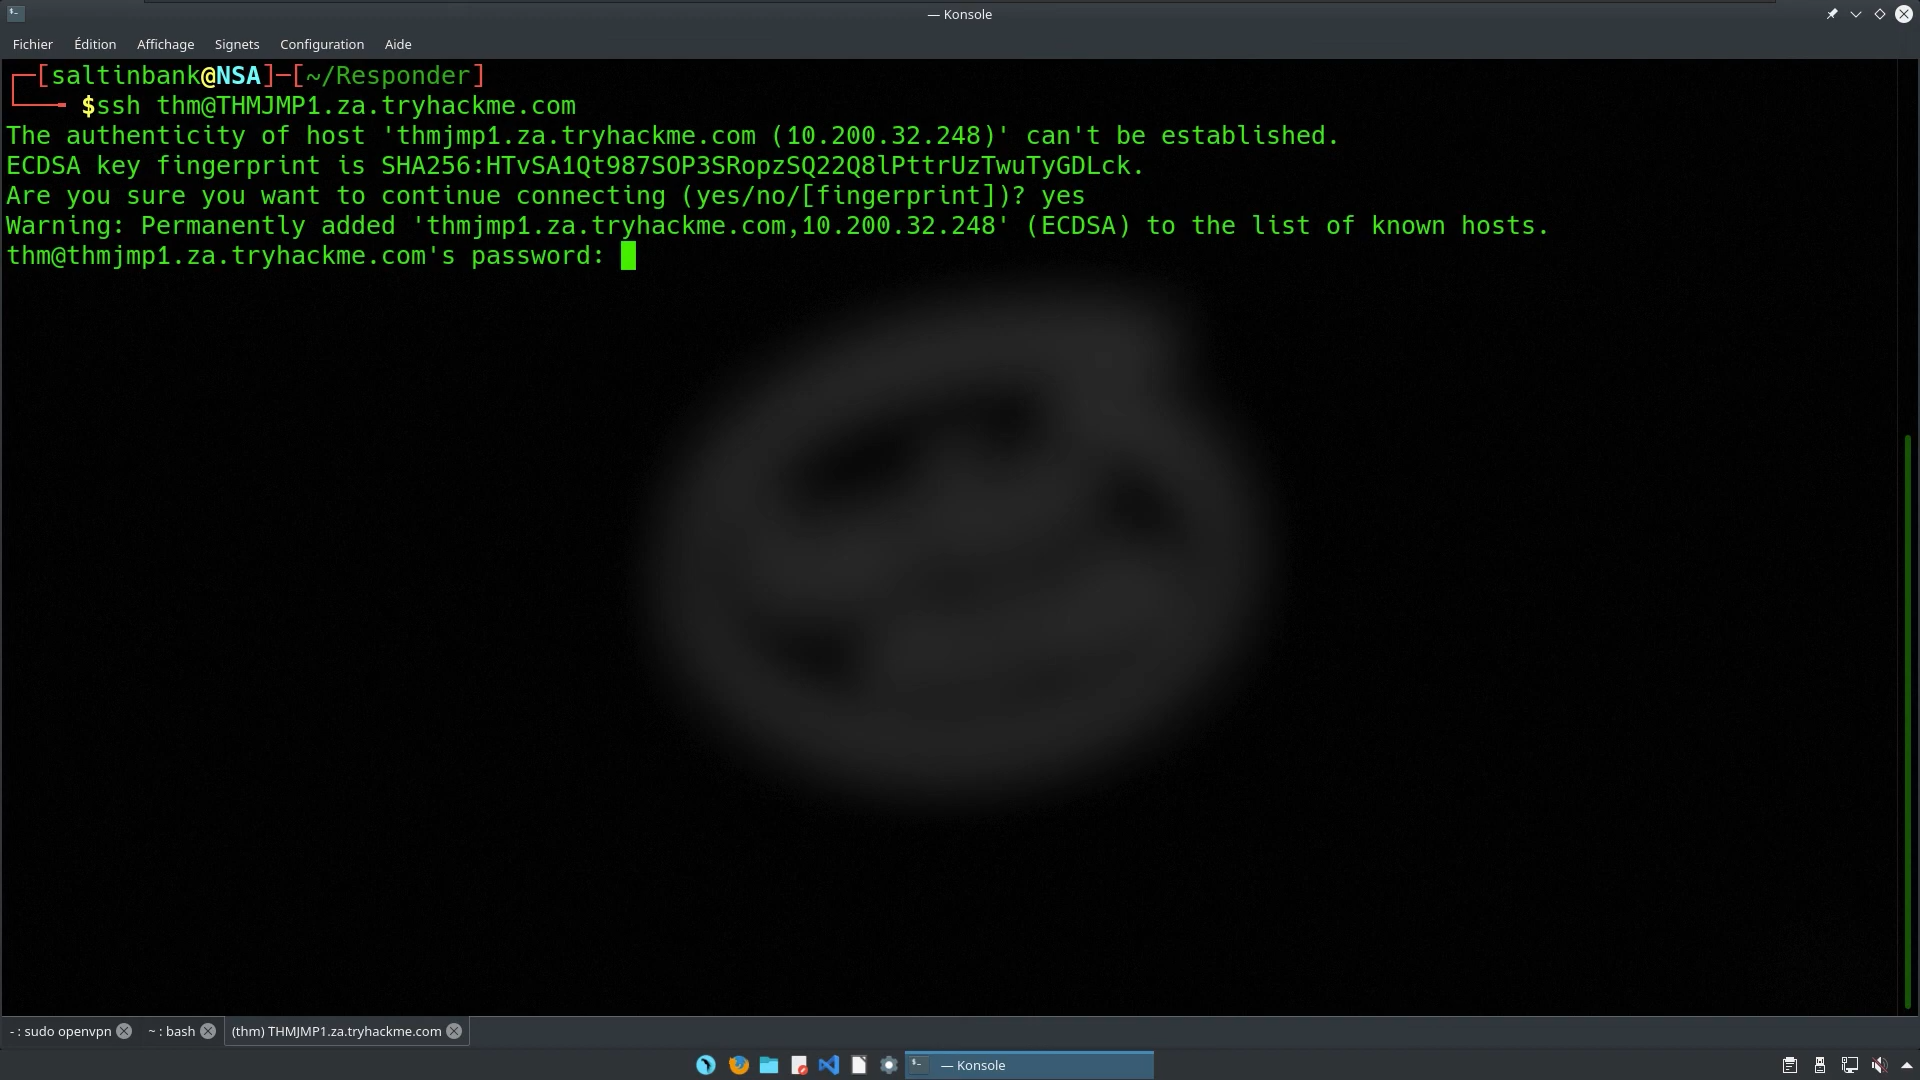 — Konsole
Fichier Édition Affichage Signets Configuration Aide
[saltinbank@NSA]─[~/Responder]
$ssh thm@THMJMP1.za.tryhackme.com
The authenticity of host 'thmjmp1.za.tryhackme.com (10.200.32.248)' can't be established.
ECDSA key fingerprint is SHA256:HTvSA1Qt987SOP3SRopzSQ22Q8lPttrUzTwuTyGDLck.
Are you sure you want to continue connecting (yes/no/[fingerprint])? yes
Warning: Permanently added 'thmjmp1.za.tryhackme.com,10.200.32.248' (ECDSA) to the list of known hosts.
thm@thmjmp1.za.tryhackme.com's password:
- : sudo openvpn ~ : bash (thm) THMJMP1.za.tryhackme.com
— Konsole